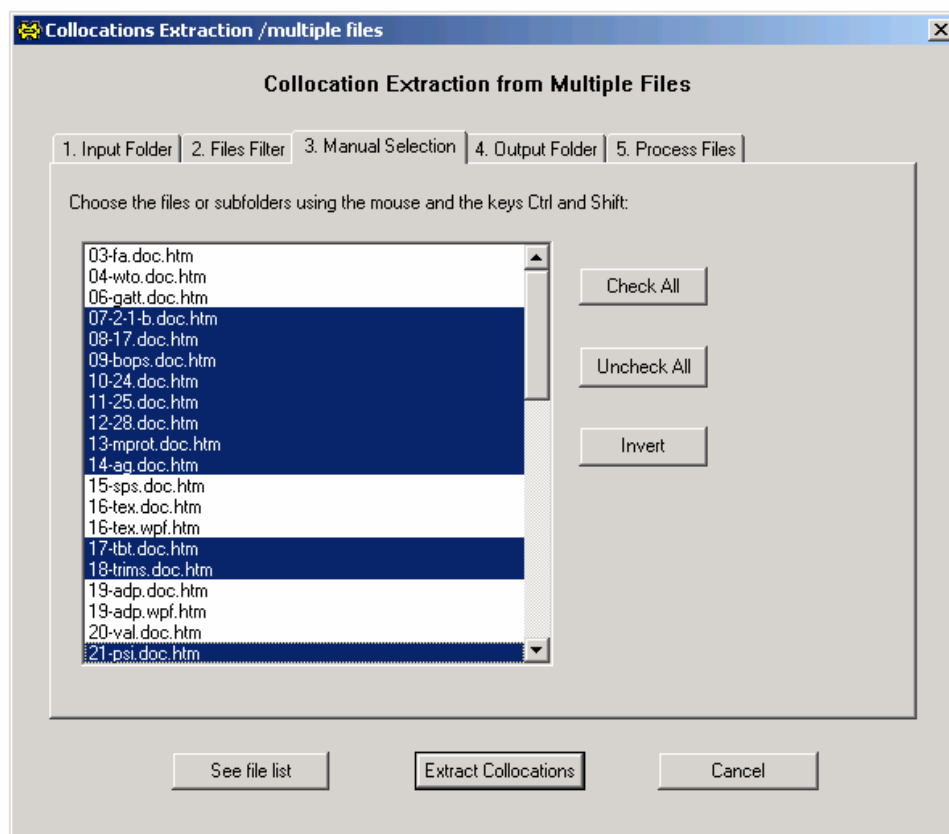 Collocations Extraction /multiple files
Collocation Extraction from Multiple Files
1. Input Folder 2. Files Filter 3. Manual Selection 4. Output Folder 5. Process Files
Choose the files or subfolders using the mouse and the keys Ctrl and Shift:
03-fa.doc.htm
04-wto.doc.htm
06-gatt.doc.htm
07-2-1-b.doc.htm
08-17.doc.htm
09-bops.doc.htm
10-24.doc.htm
11-25.doc.htm
12-28.doc.htm
13-mprot.doc.htm
14-ag.doc.htm
15-sps.doc.htm
16-tex.doc.htm
16-tex.wpf.htm
17-tbt.doc.htm
18-trims.doc.htm
19-adp.doc.htm
19-adp.wpf.htm
20-val.doc.htm
21-psi.doc.htm
Check All
Uncheck All
Invert
See file list Extract Collocations Cancel